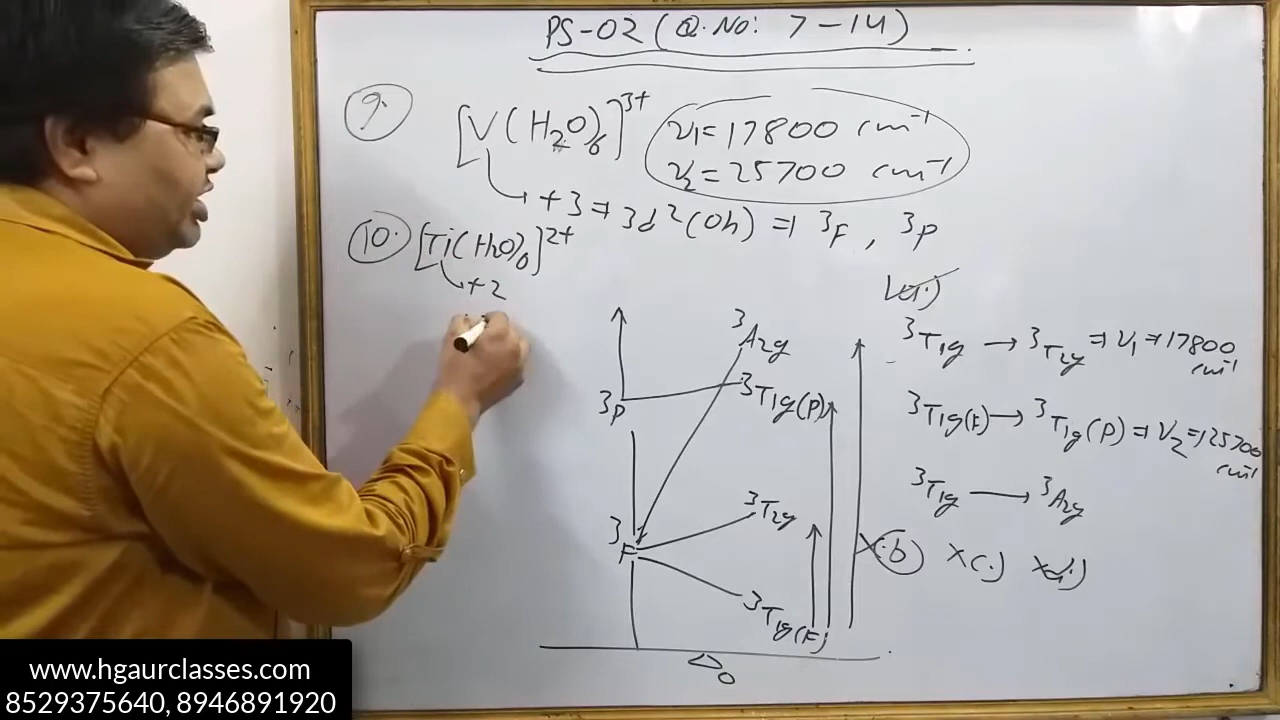 PS-02 (Q.No: 7-14)
9. [V(H2O)6]3+ ν1=17800 cm-1
ν2=25700 cm-1
+3 ⇒ 3d2(Oh) ⇒ 3F, 3P
10. [Ti(H2O)6]2+
+2
3A2g
3T1g → 3T2g ⇒ ν1 ⇒ 17800 cm-1
3P 3T1g(P)
3T1g(F) → 3T1g(P) ⇒ ν2 ⇒ 25700 cm-1
3T1g → 3A2g
3T2g
3F
X.b) X c.) X d.)
3T1g(F)
Δo
www.hgaurclasses.com
8529375640, 8946891920